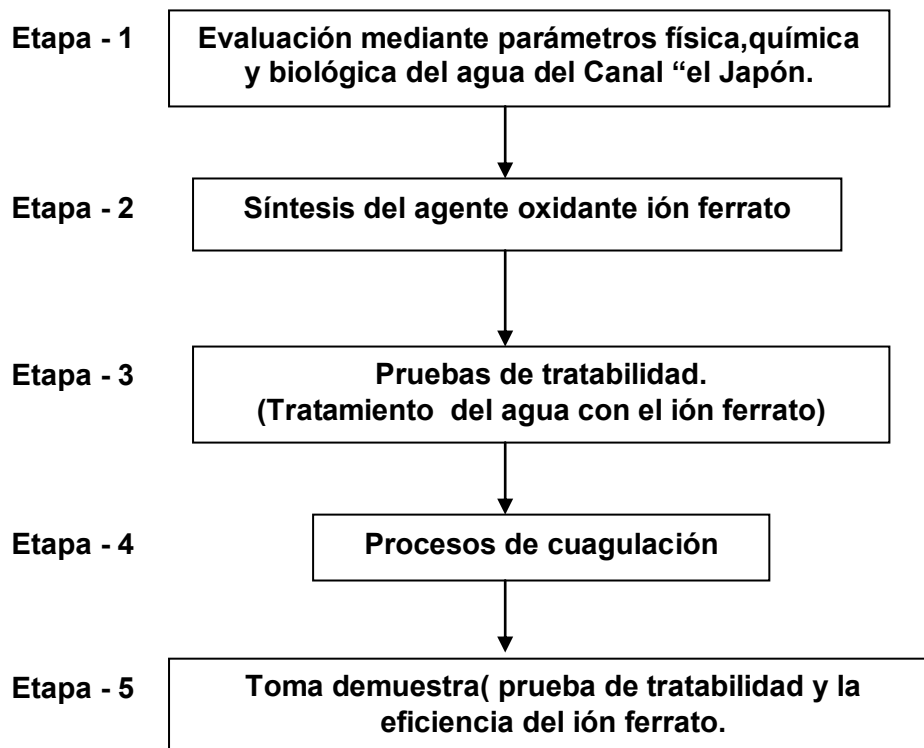 Etapa - 1
Evaluación mediante parámetros física,química
y biológica del agua del Canal “el Japón.
Etapa - 2
Síntesis del agente oxidante ión ferrato
Etapa - 3
Pruebas de tratabilidad.
(Tratamiento del agua con el ión ferrato)
Etapa - 4
Procesos de cuagulación
Etapa - 5
Toma demuestra( prueba de tratabilidad y la
eficiencia del ión ferrato.